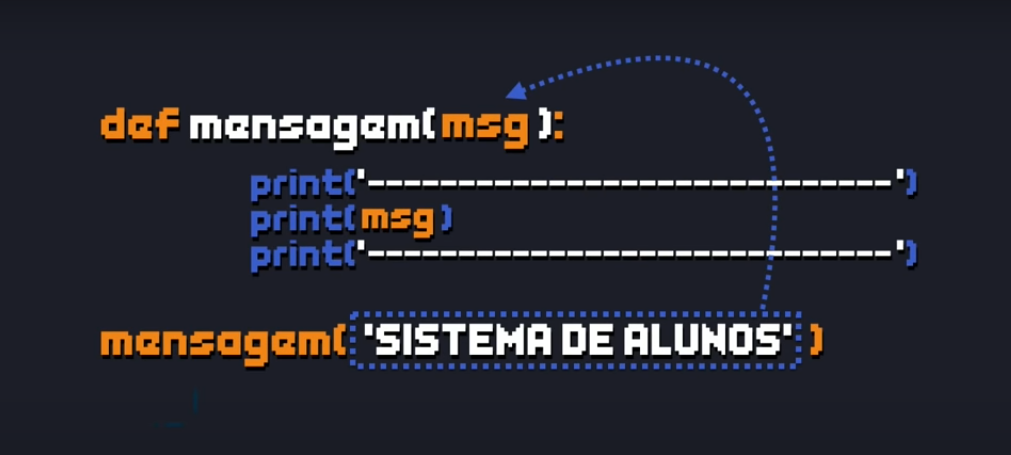 def mensagem(msg ):
print('------------------------------')
print(msg)
print('------------------------------')
mensagem( 'SISTEMA DE ALUNOS' )